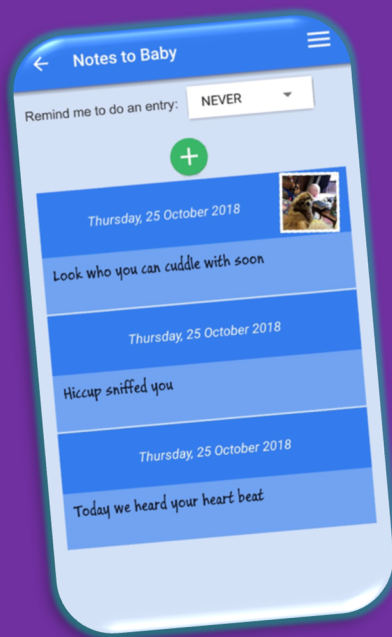 Notes to Baby
Remind me to do an entry: NEVER
Thursday, 25 October 2018
Look who you can cuddle with soon
Thursday, 25 October 2018
Hiccup sniffed you
Thursday, 25 October 2018
Today we heard your heart beat